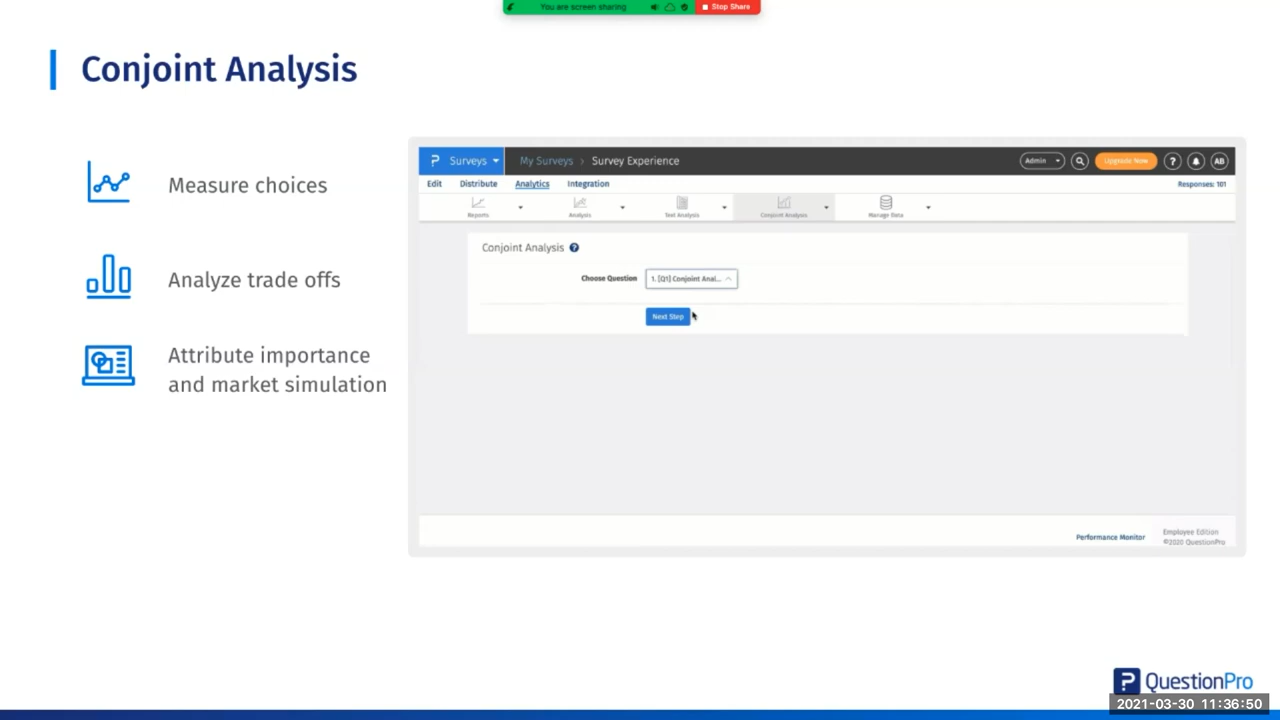 You are screen sharing
Stop Share
Conjoint Analysis
Measure choices
Analyze trade offs
Attribute importance
and market simulation
Surveys
My Surveys > Survey Experience
Admin
Upgrade Now
?
AB
Edit Distribute Analytics Integration
Responses: 101
Reports
Analysis
Text Analysis
Conjoint Analysis
Manage Data
Conjoint Analysis ?
Choose Question
1. [Q1] Conjoint Anal...
Next Step
Performance Monitor
Employee Edition
©2020 QuestionPro
QuestionPro
2021-03-30 11:36:50